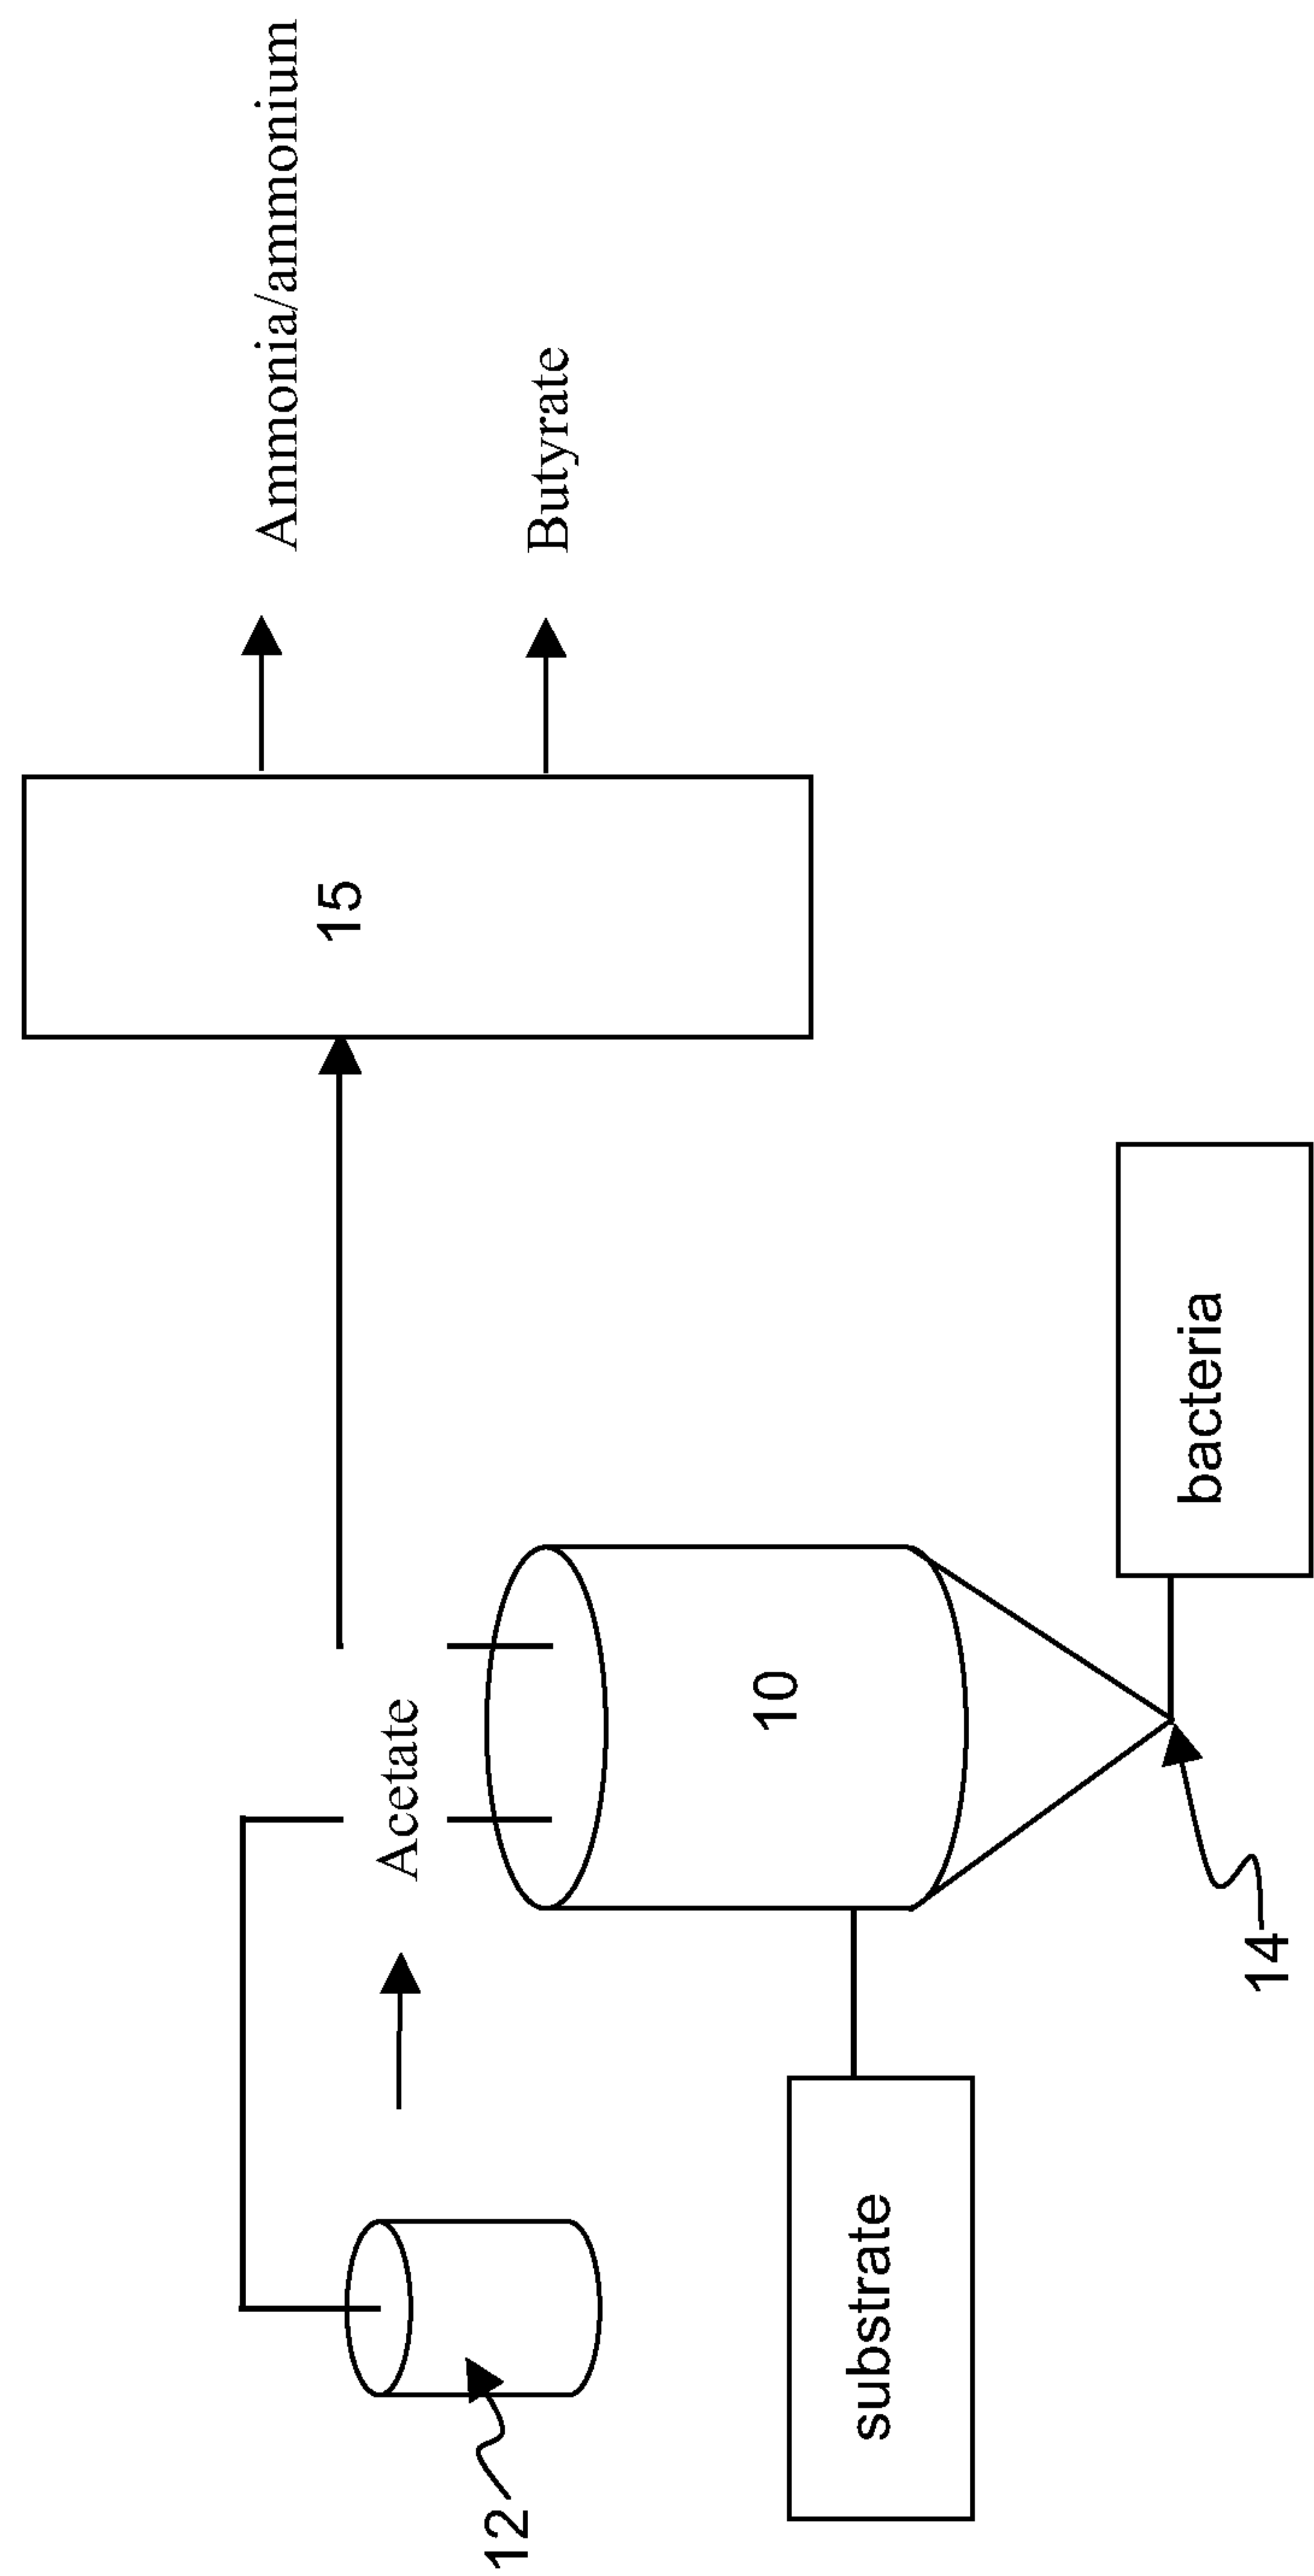 Ammonia/ammonium
Butyrate
15
Acetate
10
12
substrate
bacteria
14